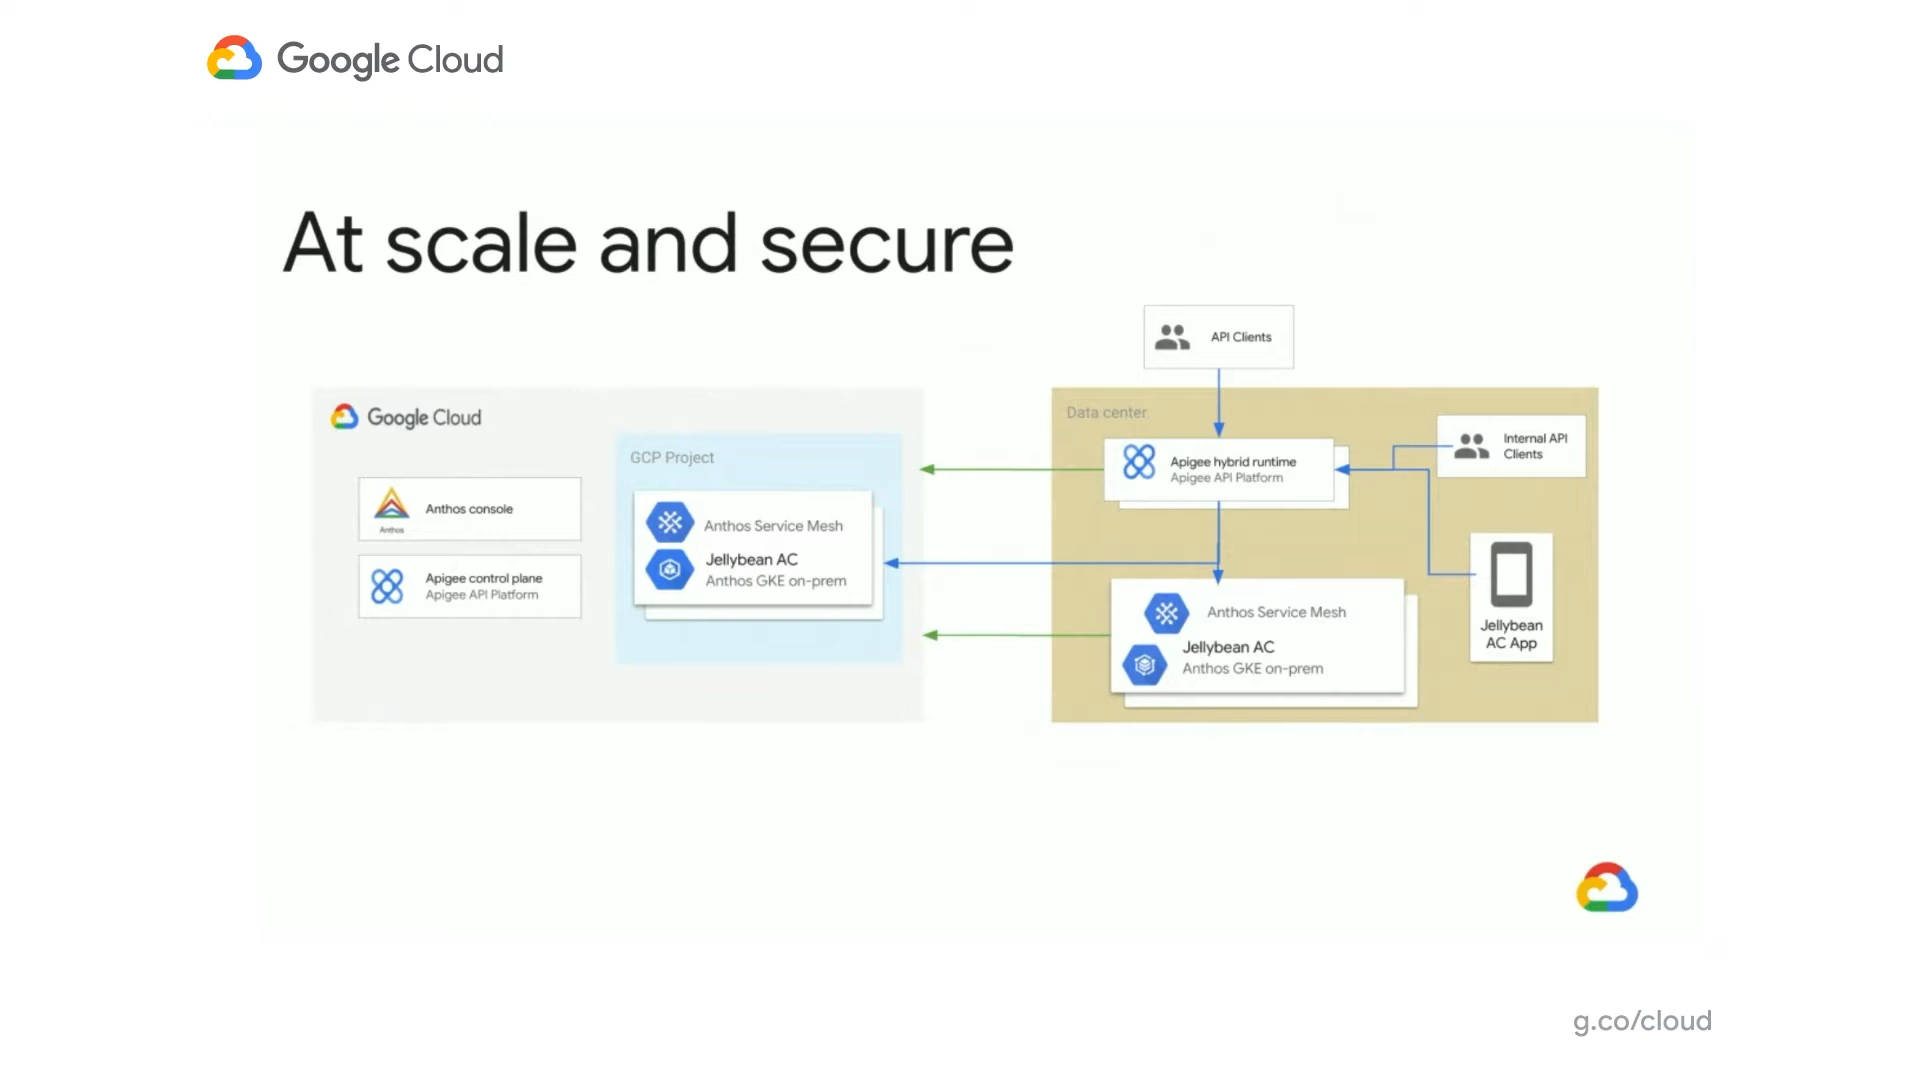 Google Cloud
At scale and secure
API Clients
Google Cloud
GCP Project
Anthos console
Anthos
Apigee control plane
Apigee API Platform
Anthos Service Mesh
Jellybean AC
Anthos GKE on-prem
Data center
Apigee hybrid runtime
Apigee API Platform
Internal API
Clients
Anthos Service Mesh
Jellybean AC
Anthos GKE on-prem
Jellybean
AC App
g.co/cloud